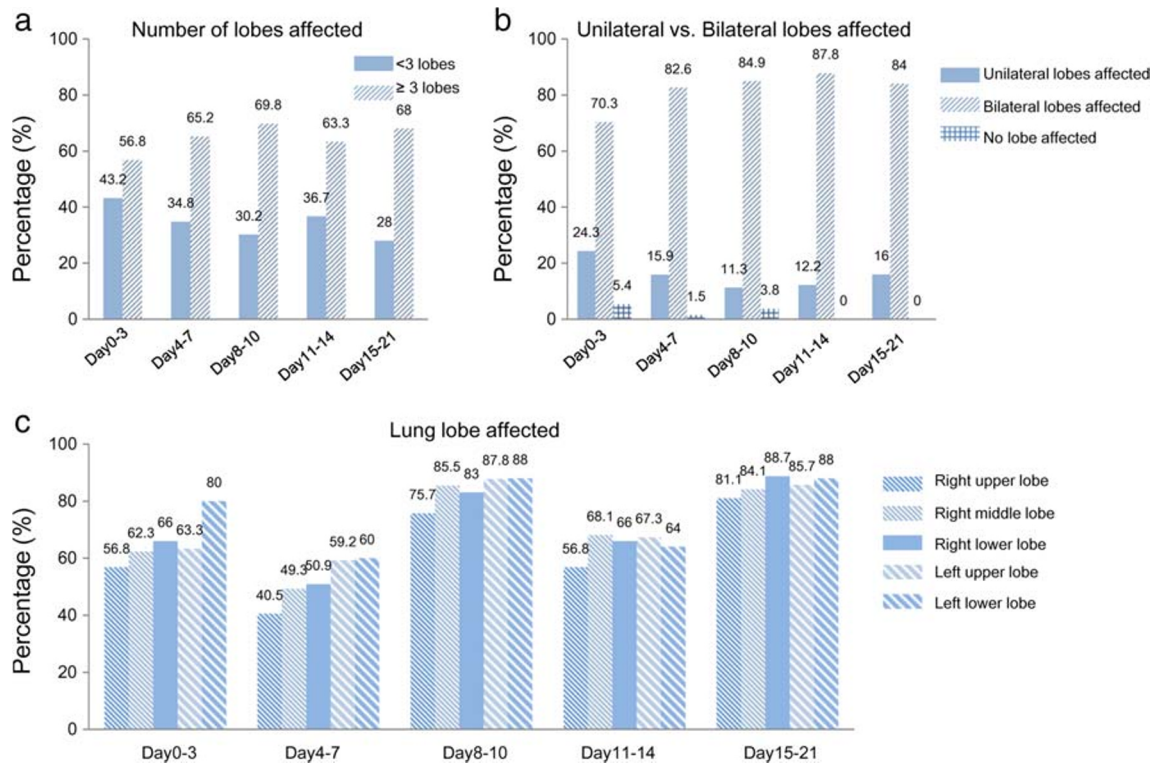 a
Number of lobes affected
100
80
60
40
20
0
Percentage (%)
<3 lobes
≥ 3 lobes
43.2
56.8
34.8
65.2
30.2
69.8
36.7
63.3
28
68
Day0-3
Day4-7
Day8-10
Day11-14
Day15-21
b
Unilateral vs. Bilateral lobes affected
100
80
60
40
20
0
Percentage (%)
Unilateral lobes affected
Bilateral lobes affected
No lobe affected
24.3
70.3
5.4
15.9
82.6
1.5
11.3
84.9
3.8
12.2
87.8
0
16
84
0
Day0-3
Day4-7
Day8-10
Day11-14
Day15-21
c
Lung lobe affected
100
80
60
40
20
0
Percentage (%)
56.8
62.3
66
63.3
80
40.5
49.3
50.9
59.2
60
75.7
85.5
83
87.8
88
56.8
68.1
66
67.3
64
81.1
84.1
88.7
85.7
88
Day0-3
Day4-7
Day8-10
Day11-14
Day15-21
Right upper lobe
Right middle lobe
Right lower lobe
Left upper lobe
Left lower lobe